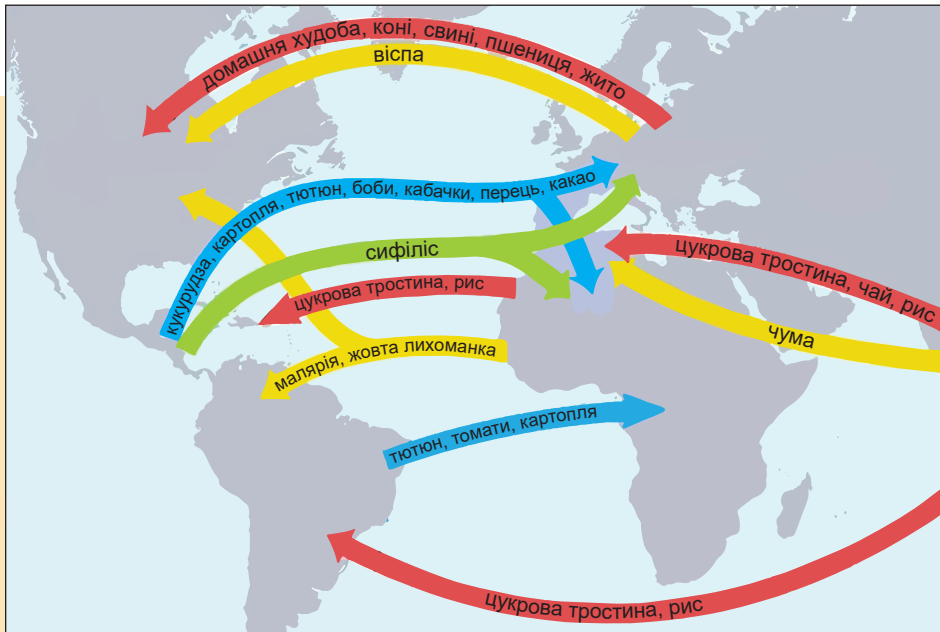 домашня худоба, коні, свині, пшениця, жито
віспа
кукурудза, картопля, тютюн, боби, кабачки, перець, какао
сифіліс
цукрова тростина, чай, рис
цукрова тростина, рис
чума
малярія, жовта лихоманка
тютюн, томати, картопля
цукрова тростина, рис